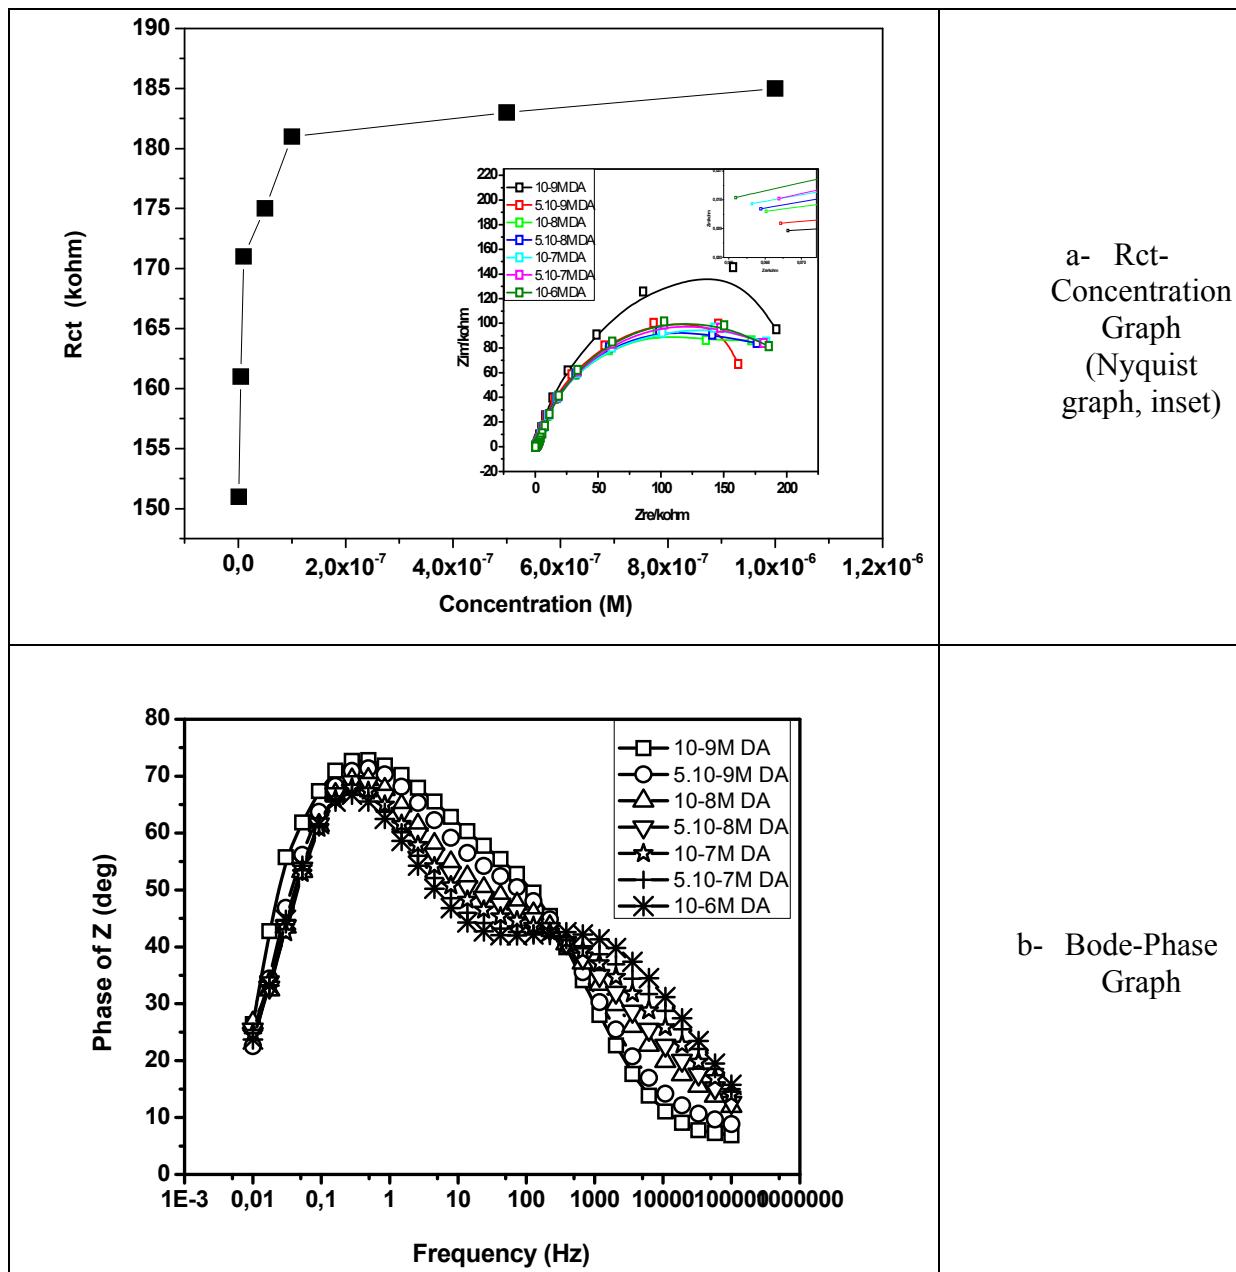 190
185
180
175
170
165
160
155
150
Rct (kohm)
0,0
2,0x10⁻⁷
4,0x10⁻⁷
6,0x10⁻⁷
8,0x10⁻⁷
1,0x10⁻⁶
1,2x10⁻⁶
Concentration (M)
220
200
180
160
140
120
100
80
60
40
20
0
-20
Zim/kohm
0
50
100
150
200
Zre/kohm
10-9MDA
5.10-9MDA
10-8MDA
5.10-8MDA
10-7MDA
5.10-7MDA
10-6MDA
Zre/kohm
a- Rct-
Concentration
Graph
(Nyquist
graph, inset)
80
70
60
50
40
30
20
10
0
Phase of Z (deg)
1E-3
0,01
0,1
1
10
100
1000
10000
100000
1000000
Frequency (Hz)
10-9M DA
5.10-9M DA
10-8M DA
5.10-8M DA
10-7M DA
5.10-7M DA
10-6M DA
b- Bode-Phase
Graph